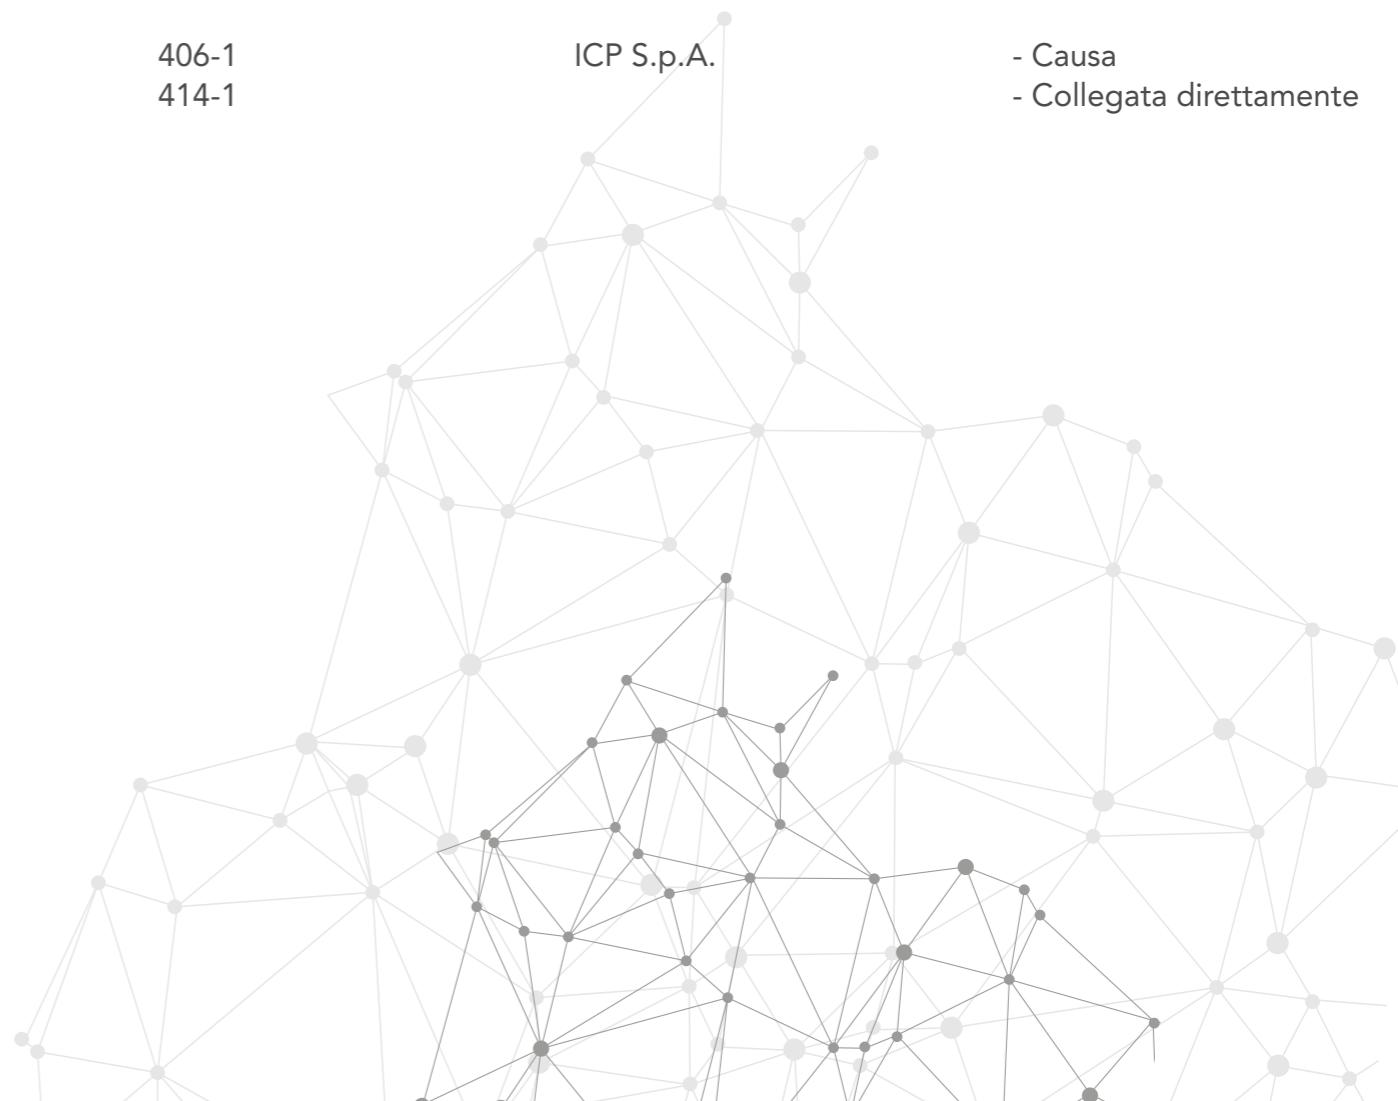 406-1 ICP S.p.A. - Causa
414-1 - Collegata direttamente